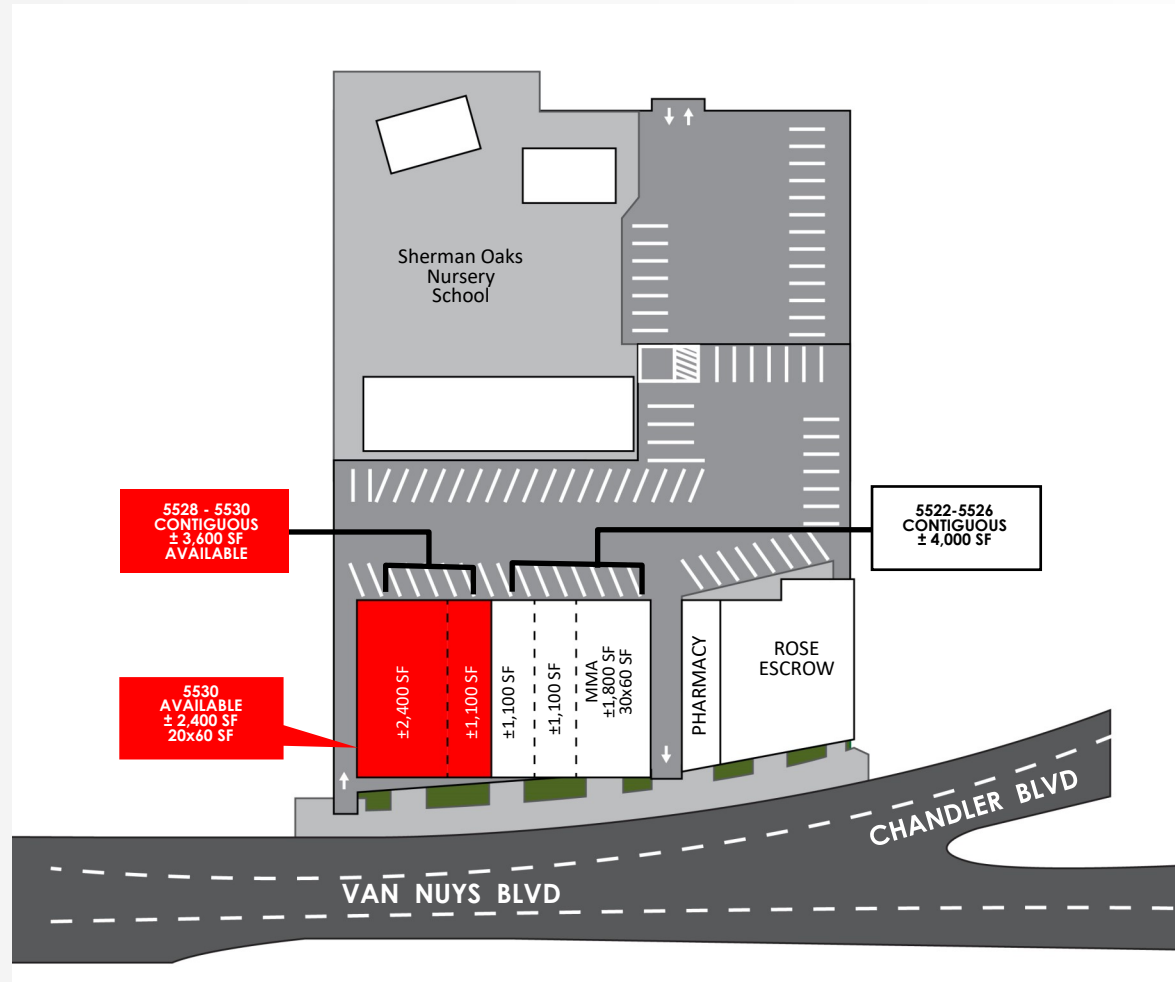 Sherman Oaks
Nursery
School
5528 - 5530
CONTIGUOUS
± 3,600 SF
AVAILABLE
5522-5526
CONTIGUOUS
± 4,000 SF
5530
AVAILABLE
± 2,400 SF
20x60 SF
±2,400 SF
±1,100 SF
±1,100 SF
±1,100 SF
MMA
±1,800 SF
30x60 SF
PHARMACY
ROSE
ESCROW
CHANDLER BLVD
VAN NUYS BLVD